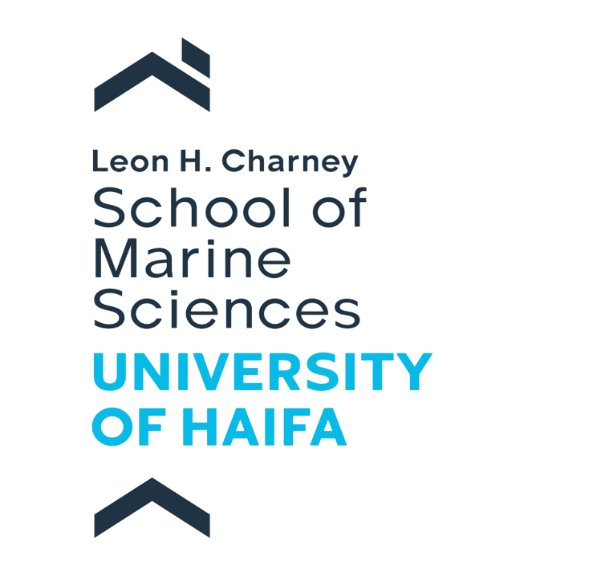 Leon H. Charney
School of
Marine
Sciences
UNIVERSITY
OF HAIFA